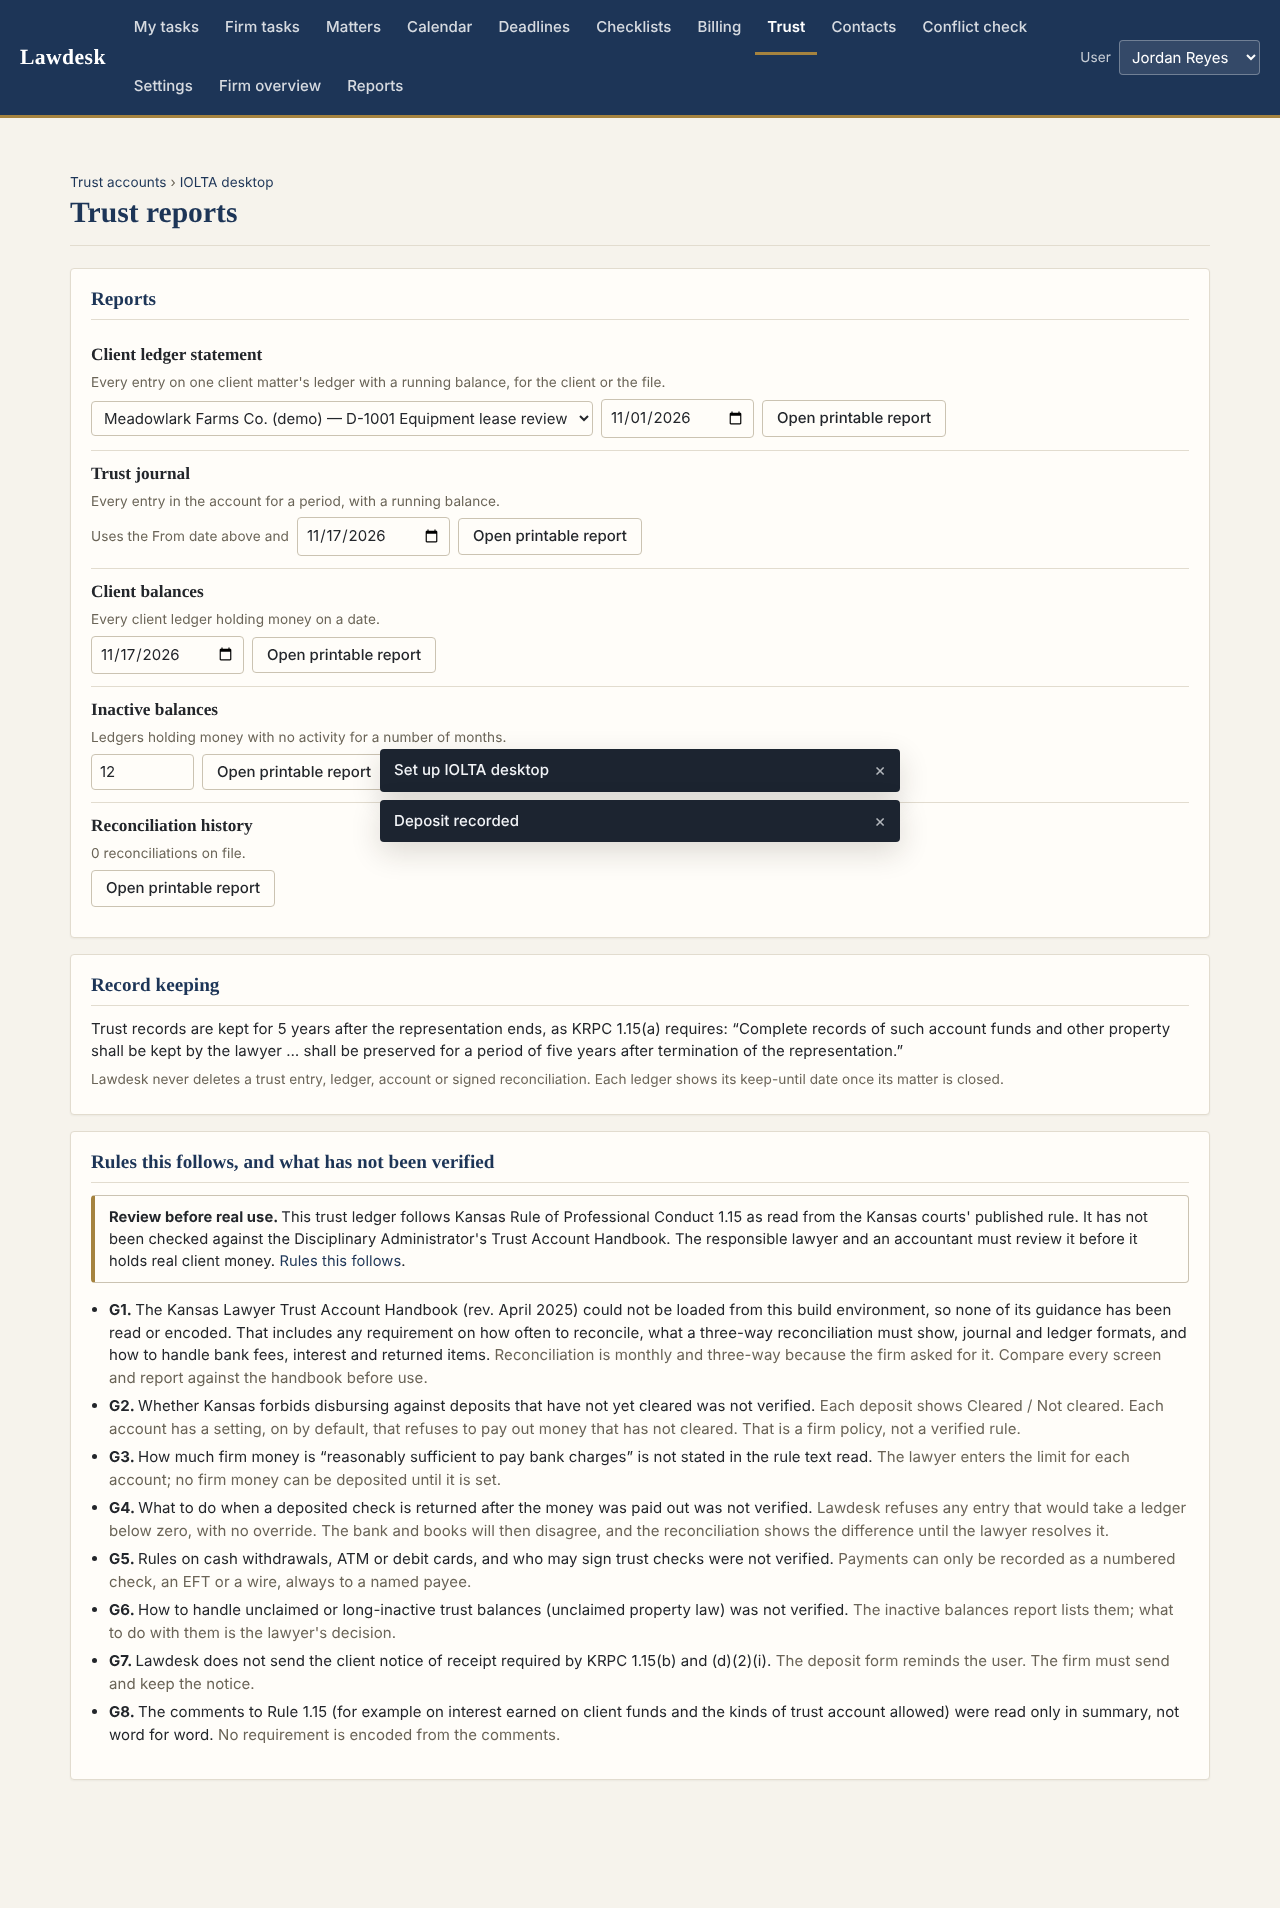 Lawdesk
My tasks
Firm tasks
Matters
Calendar
Deadlines
Checklists
Billing
Trust
Contacts
Conflict check
Settings
Firm overview
Reports
User
Jordan Reyes
Trust accounts › IOLTA desktop
Trust reports
Reports
Client ledger statement
Every entry on one client matter's ledger with a running balance, for the client or the file.
Meadowlark Farms Co. (demo) — D-1001 Equipment lease review
11/01/2026
Open printable report
Trust journal
Every entry in the account for a period, with a running balance.
Uses the From date above and
11/17/2026
Open printable report
Client balances
Every client ledger holding money on a date.
11/17/2026
Open printable report
Inactive balances
Ledgers holding money with no activity for a number of months.
12
Open printable report
Set up IOLTA desktop
×
Deposit recorded
×
Reconciliation history
0 reconciliations on file.
Open printable report
Record keeping
Trust records are kept for 5 years after the representation ends, as KRPC 1.15(a) requires: “Complete records of such account funds and other property
shall be kept by the lawyer … shall be preserved for a period of five years after termination of the representation.”
Lawdesk never deletes a trust entry, ledger, account or signed reconciliation. Each ledger shows its keep-until date once its matter is closed.
Rules this follows, and what has not been verified
Review before real use. This trust ledger follows Kansas Rule of Professional Conduct 1.15 as read from the Kansas courts' published rule. It has not
been checked against the Disciplinary Administrator's Trust Account Handbook. The responsible lawyer and an accountant must review it before it
holds real client money. Rules this follows.
• G1. The Kansas Lawyer Trust Account Handbook (rev. April 2025) could not be loaded from this build environment, so none of its guidance has been
read or encoded. That includes any requirement on how often to reconcile, what a three-way reconciliation must show, journal and ledger formats, and
how to handle bank fees, interest and returned items. Reconciliation is monthly and three-way because the firm asked for it. Compare every screen
and report against the handbook before use.
• G2. Whether Kansas forbids disbursing against deposits that have not yet cleared was not verified. Each deposit shows Cleared / Not cleared. Each
account has a setting, on by default, that refuses to pay out money that has not cleared. That is a firm policy, not a verified rule.
• G3. How much firm money is “reasonably sufficient to pay bank charges” is not stated in the rule text read. The lawyer enters the limit for each
account; no firm money can be deposited until it is set.
• G4. What to do when a deposited check is returned after the money was paid out was not verified. Lawdesk refuses any entry that would take a ledger
below zero, with no override. The bank and books will then disagree, and the reconciliation shows the difference until the lawyer resolves it.
• G5. Rules on cash withdrawals, ATM or debit cards, and who may sign trust checks were not verified. Payments can only be recorded as a numbered
check, an EFT or a wire, always to a named payee.
• G6. How to handle unclaimed or long-inactive trust balances (unclaimed property law) was not verified. The inactive balances report lists them; what
to do with them is the lawyer's decision.
• G7. Lawdesk does not send the client notice of receipt required by KRPC 1.15(b) and (d)(2)(i). The deposit form reminds the user. The firm must send
and keep the notice.
• G8. The comments to Rule 1.15 (for example on interest earned on client funds and the kinds of trust account allowed) were read only in summary, not
word for word. No requirement is encoded from the comments.